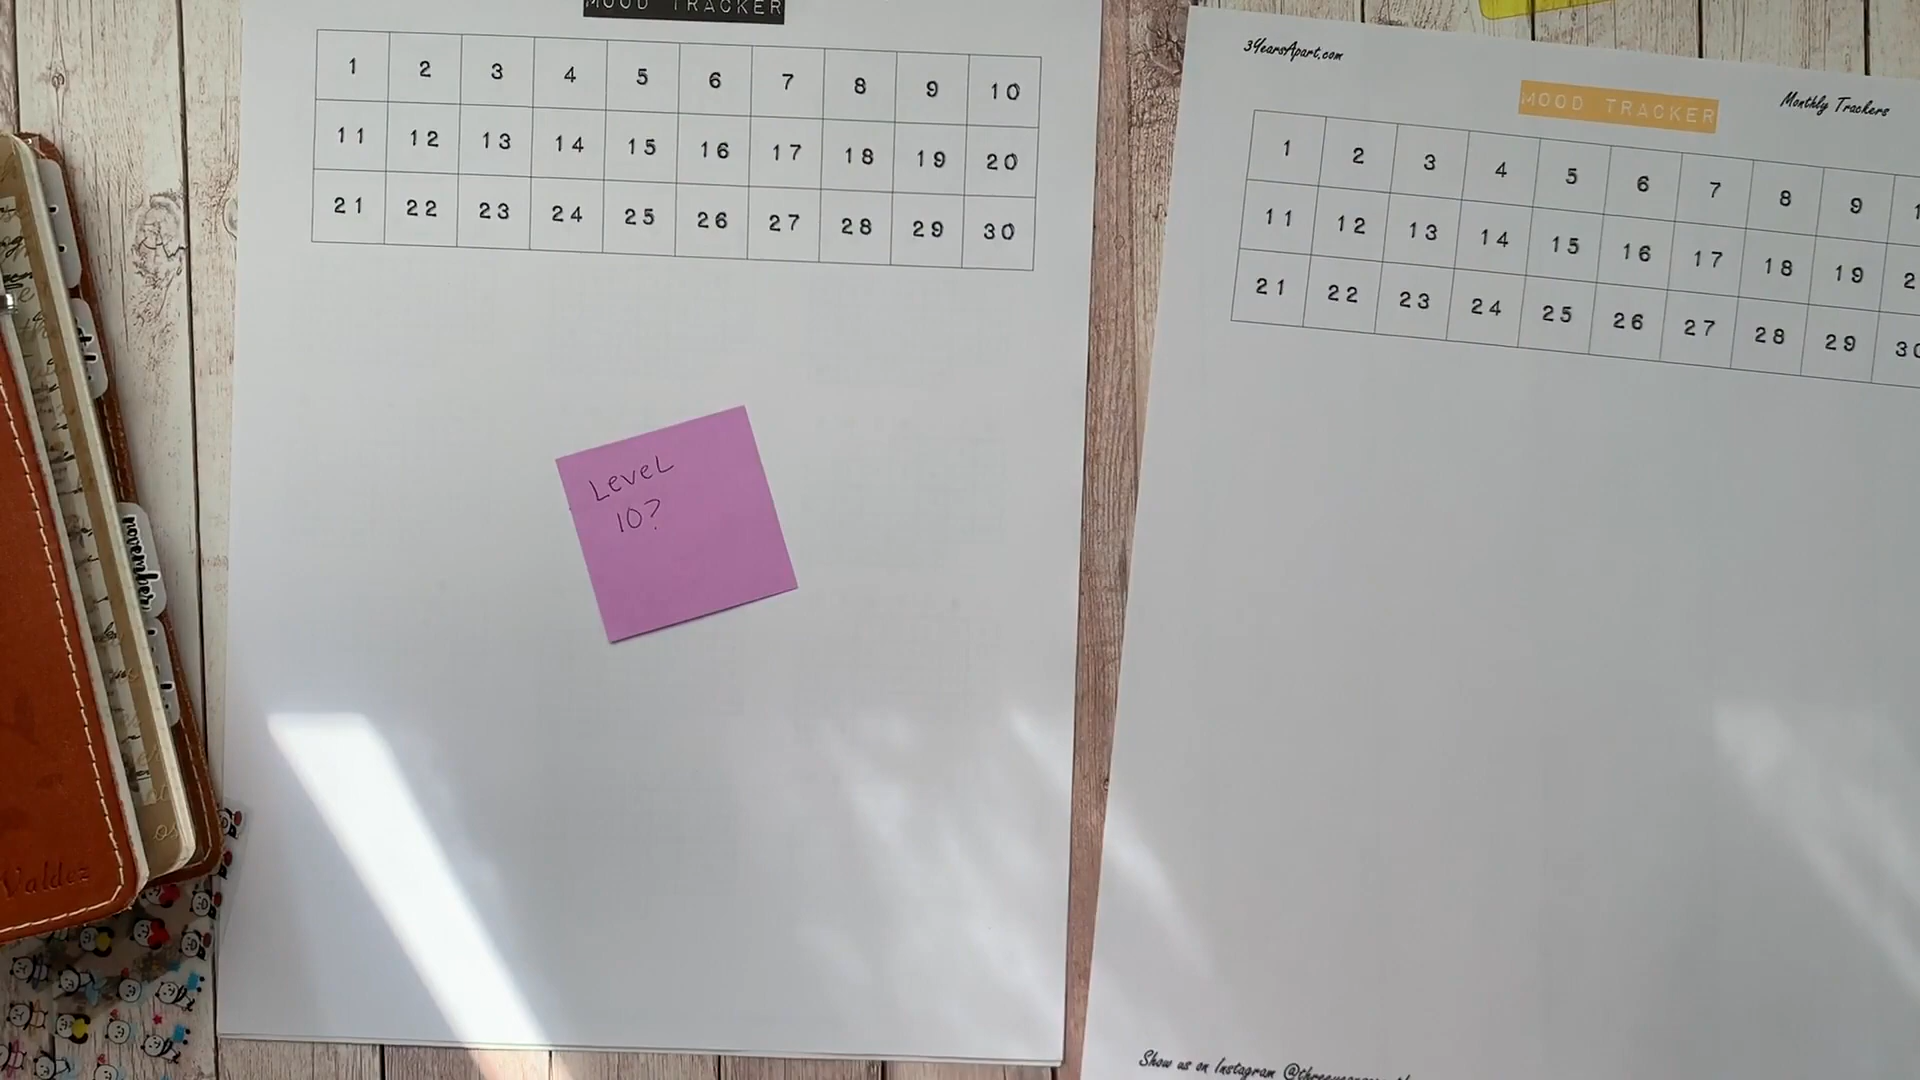 MOOD TRACKER
1 2 3 4 5 6 7 8 9 10
11 12 13 14 15 16 17 18 19 20
21 22 23 24 25 26 27 28 29 30
Level
10?
3YearsApart.com
MOOD TRACKER
Monthly Trackers
1 2 3 4 5 6 7 8 9
11 12 13 14 15 16 17 18 19
21 22 23 24 25 26 27 28 29 30
Show us on Instagram
november
Valdez